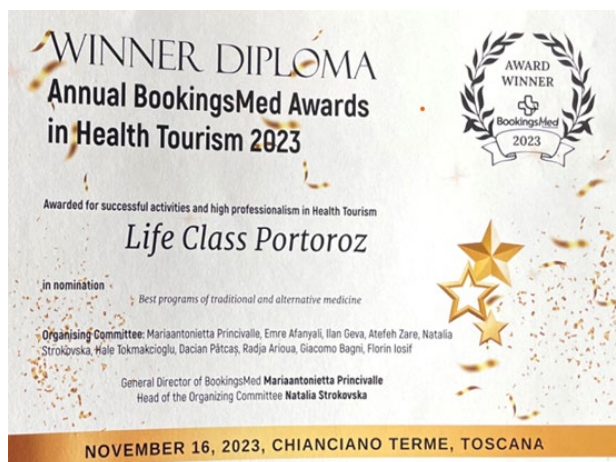 WINNER DIPLOMA
Annual BookingsMed Awards
in Health Tourism 2023
AWARD
WINNER
BookingsMed
2023
Awarded for successful activities and high professionalism in Health Tourism
Life Class Portoroz
in nomination
Best programs of traditional and alternative medicine
Organising Committee: Mariaantonietta Princivalle, Emre Afanyali, Ilan Geva, Atefeh Zare, Natalia
Strokovska, Hale Tokmakcioglu, Dacian Pătcaș, Radja Arioua, Giacomo Bagni, Florin Iosif
General Director of BookingsMed Mariaantonietta Princivalle
Head of the Organizing Committee Natalia Strokovska
NOVEMBER 16, 2023, CHIANCIANO TERME, TOSCANA